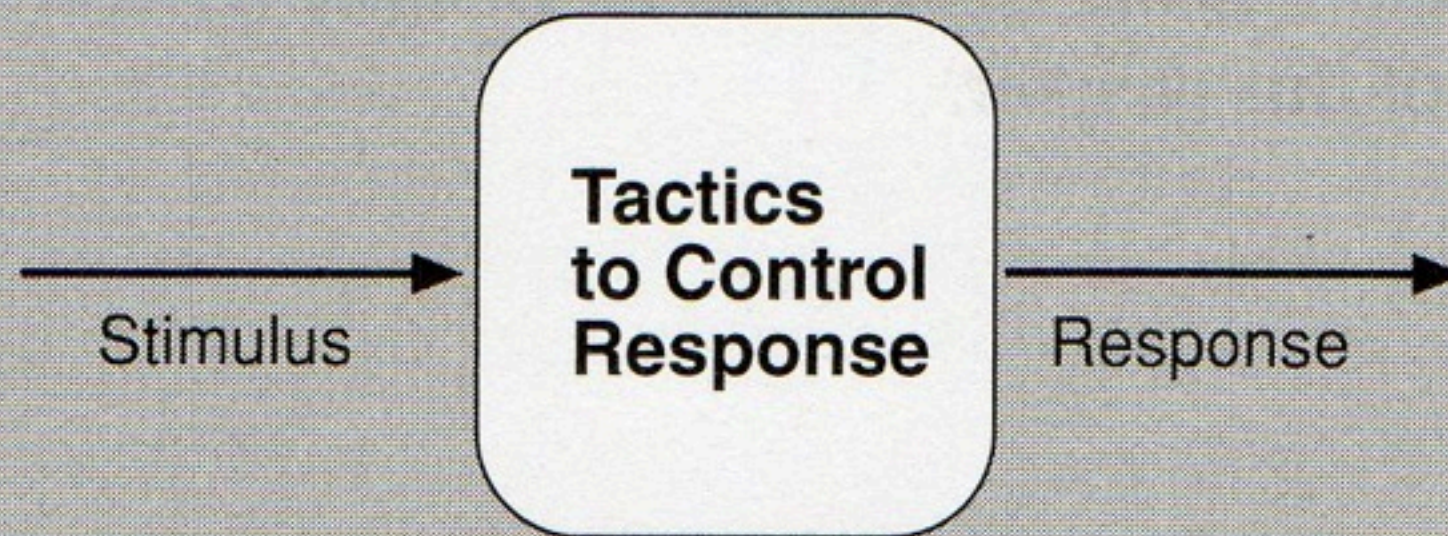 Tactics
to Control
Response
Stimulus
Response